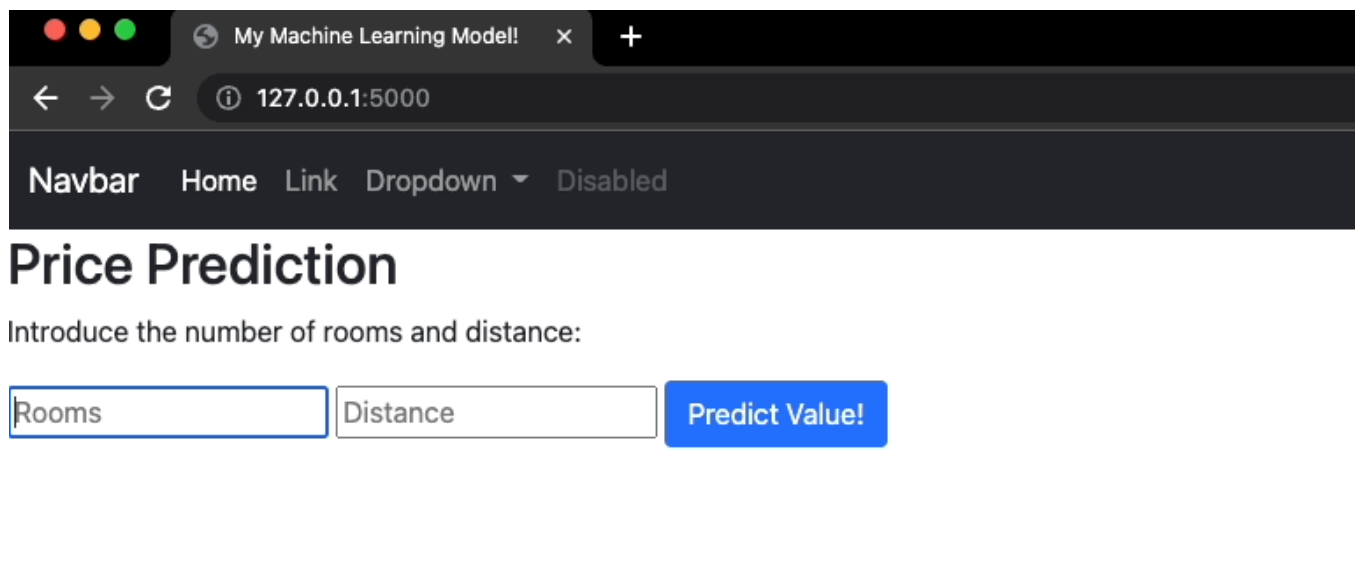 My Machine Learning Model!
127.0.0.1:5000
Navbar Home Link Dropdown Disabled
Price Prediction
Introduce the number of rooms and distance:
Rooms Distance Predict Value!